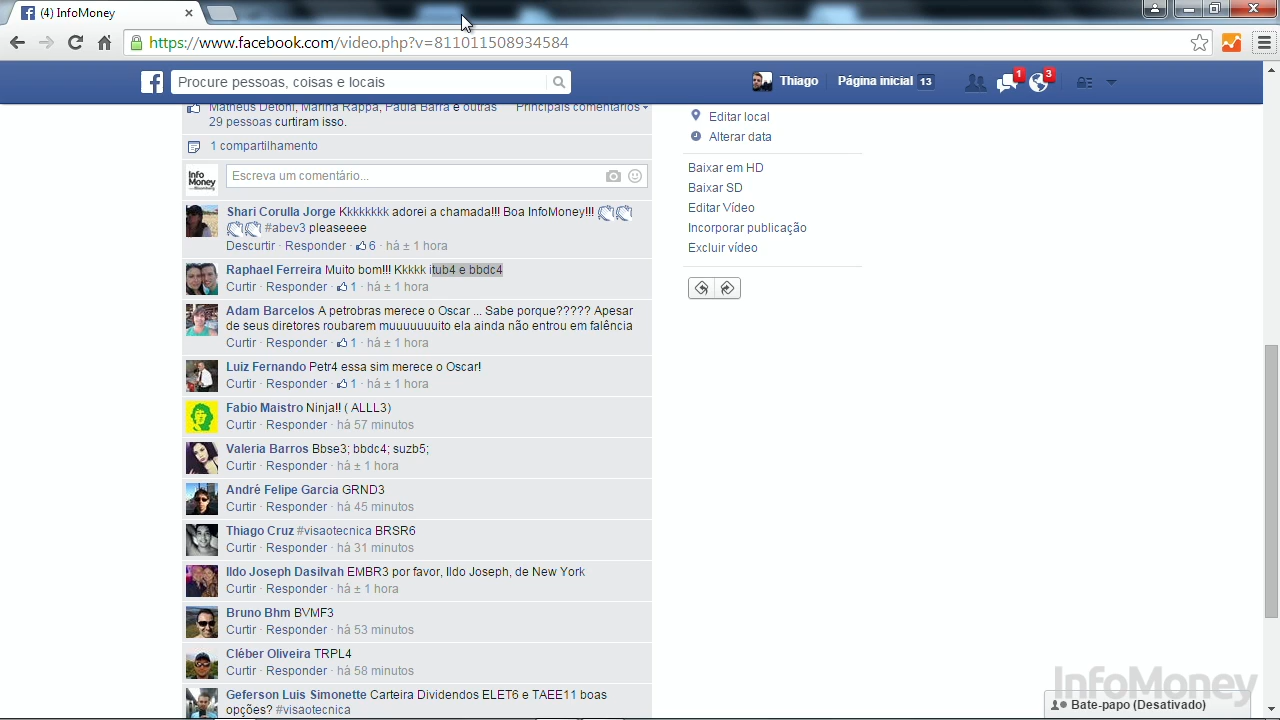 (4) InfoMoney
https://www.facebook.com/video.php?v=811011508934584
Procure pessoas, coisas e locais
Thiago
Página inicial 13
1
3
Matheus Detoni, Marina Rappa, Paula Barra e outras
Principais comentários
29 pessoas curtiram isso.
1 compartilhamento
Info Money
Escreva um comentário...
Shari Corulla Jorge Kkkkkkkk adorei a chamada!!! Boa InfoMoney!!!
#abev3 pleaseeee
Descurtir · Responder · 6 · há ± 1 hora
Raphael Ferreira Muito bom!!! Kkkkk itub4 e bbdc4
Curtir · Responder · 1 · há ± 1 hora
Adam Barcelos A petrobras merece o Oscar ... Sabe porque????? Apesar
de seus diretores roubarem muuuuuuuito ela ainda não entrou em falência
Curtir · Responder · 1 · há ± 1 hora
Luiz Fernando Petr4 essa sim merece o Oscar!
Curtir · Responder · 1 · há ± 1 hora
Fabio Maistro Ninja!! ( ALLL3)
Curtir · Responder · há 57 minutos
Valeria Barros Bbse3; bbdc4; suzb5;
Curtir · Responder · há ± 1 hora
André Felipe Garcia GRND3
Curtir · Responder · há 51 minutos
Thiago Cruz #visaotecnica BRSR6
Curtir · Responder · há 31 minutos
Ildo Joseph Dasilvah EMBR3, por favor, Ildo Joseph, de New York
Curtir · Responder · há ± 1 hora
Bruno Bhm BVMF3
Curtir · Responder · há 52 minutos
Cléber Oliveira TRPL4
Curtir · Responder · há 58 minutos
Geferson Luis Simonette Carteira Dividendos ELET6 e TAEE11 boas
opções? #visaotecnica
Editar local
Alterar data
Baixar em HD
Baixar SD
Editar Vídeo
Incorporar publicação
Excluir vídeo
InfoMoney
Bate-papo (Desativado)